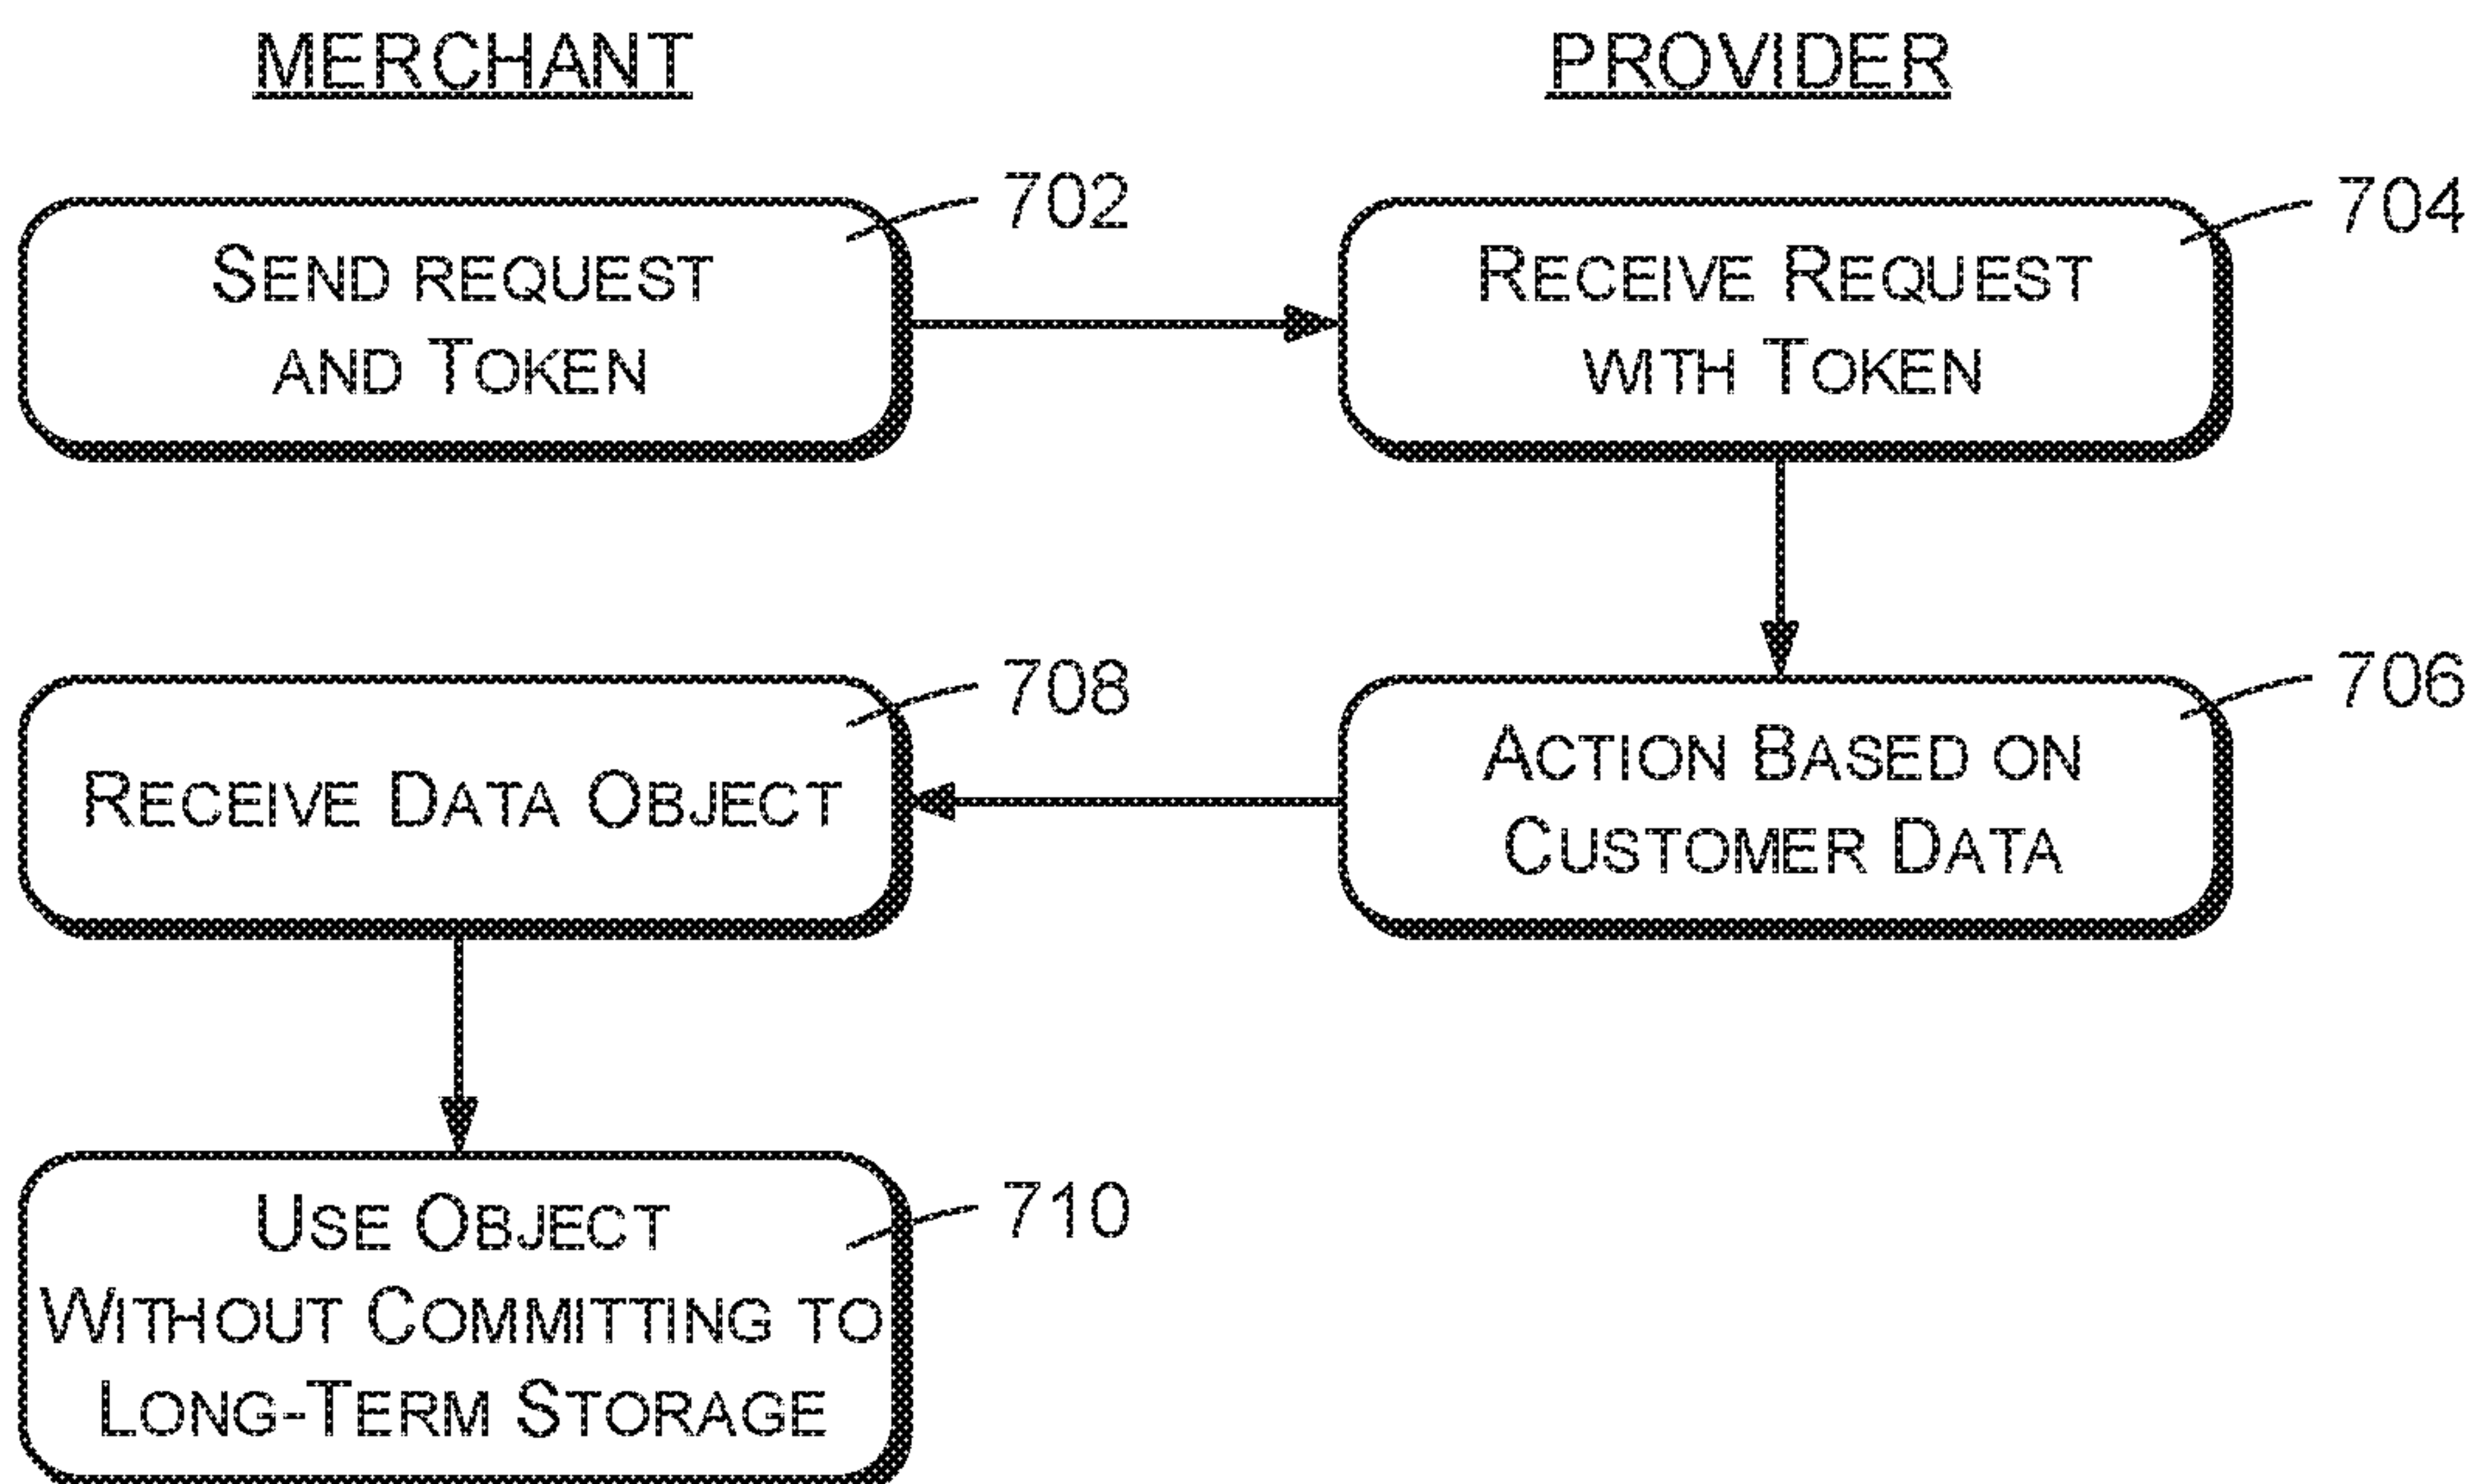 MERCHANT
PROVIDER
702
704
SEND REQUEST
AND TOKEN
RECEIVE REQUEST
WITH TOKEN
708
706
RECEIVE DATA OBJECT
ACTION BASED ON
CUSTOMER DATA
710
USE OBJECT
WITHOUT COMMITTING TO
LONG-TERM STORAGE